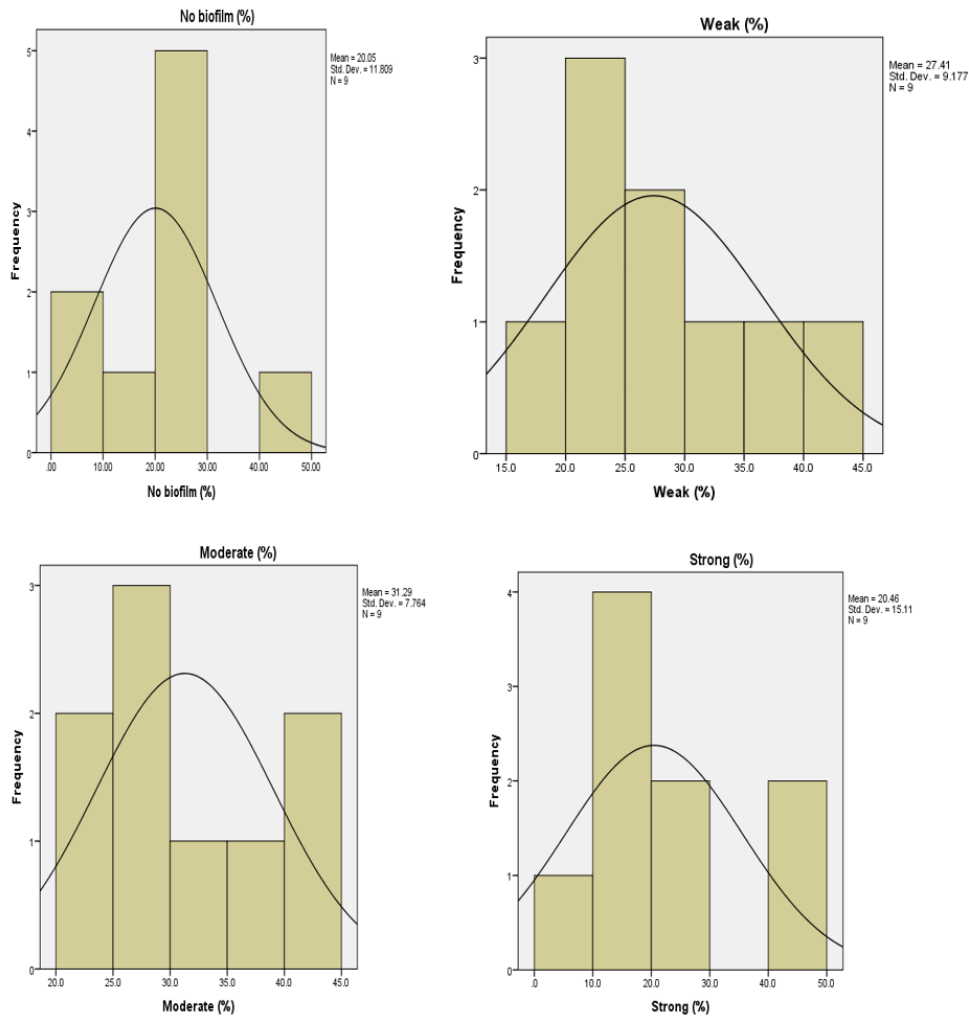 No biofilm (%)
Mean = 20.05
Std. Dev. = 11.809
N = 9
Frequency
5
4
3
2
1
0
.00 10.00 20.00 30.00 40.00 50.00
No biofilm (%)
Weak (%)
Mean = 27.41
Std. Dev. = 9.177
N = 9
Frequency
3
2
1
0
15.0 20.0 25.0 30.0 35.0 40.0 45.0
Weak (%)
Moderate (%)
Mean = 31.29
Std. Dev. = 7.764
N = 9
Frequency
3
2
1
0
20.0 25.0 30.0 35.0 40.0 45.0
Moderate (%)
Strong (%)
Mean = 20.46
Std. Dev. = 15.11
N = 9
Frequency
4
3
2
1
0
.0 10.0 20.0 30.0 40.0 50.0
Strong (%)